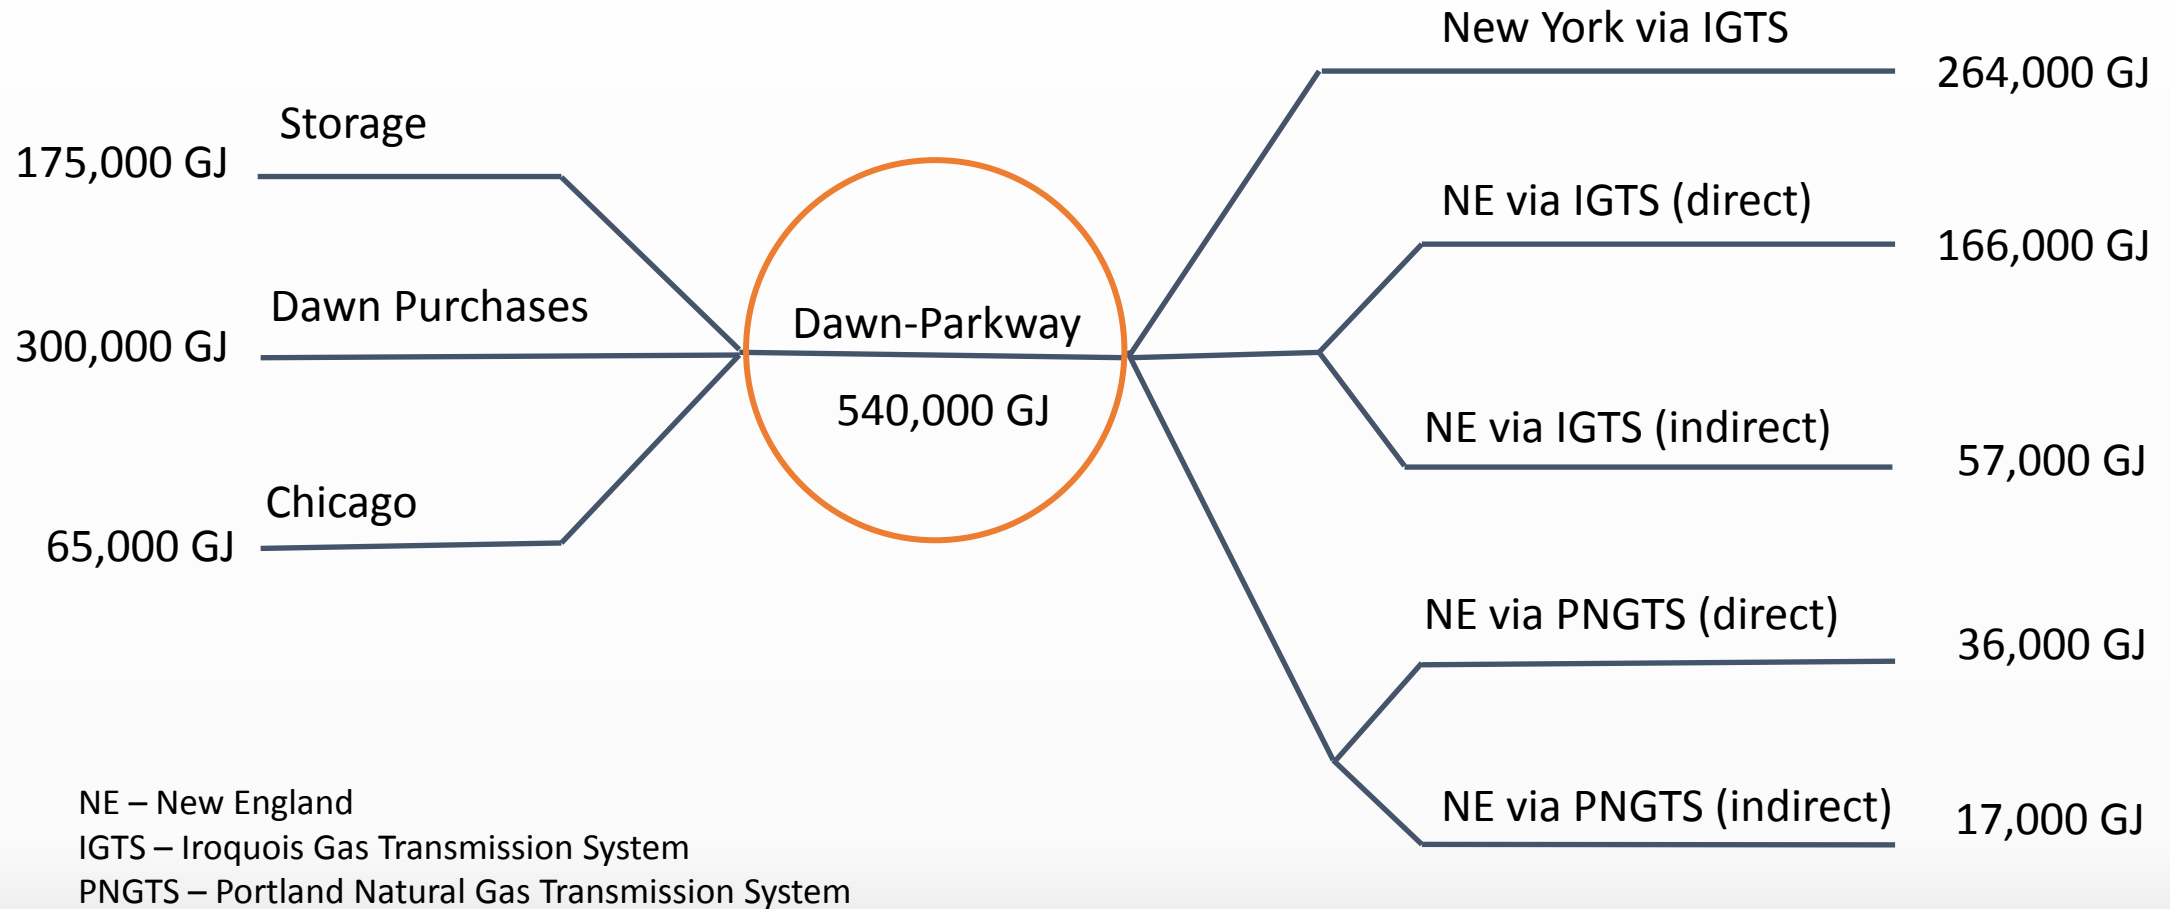 Storage
175,000 GJ
Dawn Purchases
300,000 GJ
Chicago
65,000 GJ
Dawn-Parkway
540,000 GJ
New York via IGTS
264,000 GJ
NE via IGTS (direct)
166,000 GJ
NE via IGTS (indirect)
57,000 GJ
NE via PNGTS (direct)
36,000 GJ
NE via PNGTS (indirect)
17,000 GJ
NE – New England
IGTS – Iroquois Gas Transmission System
PNGTS – Portland Natural Gas Transmission System